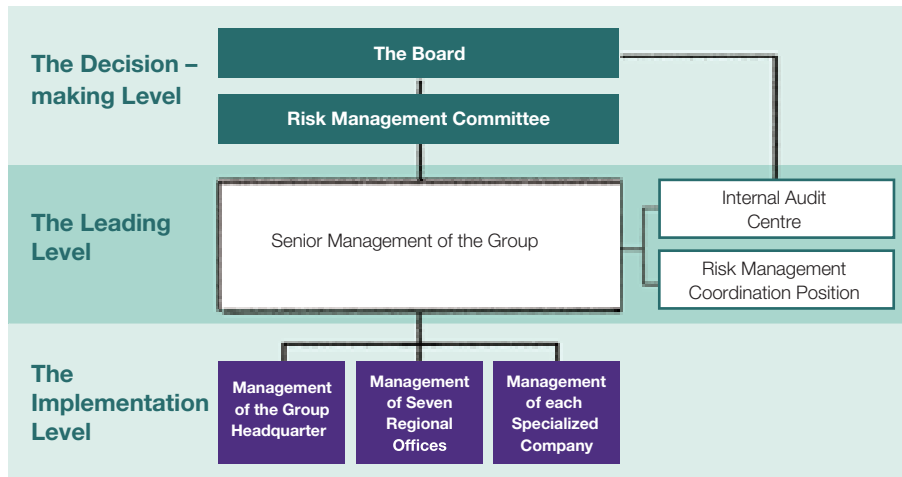 The Decision –
making Level
The Board
Risk Management Committee
The Leading
Level
Senior Management of the Group
Internal Audit
Centre
Risk Management
Coordination Position
The
Implementation
Level
Management
of the Group
Headquarter
Management
of Seven
Regional
Offices
Management
of each
Specialized
Company